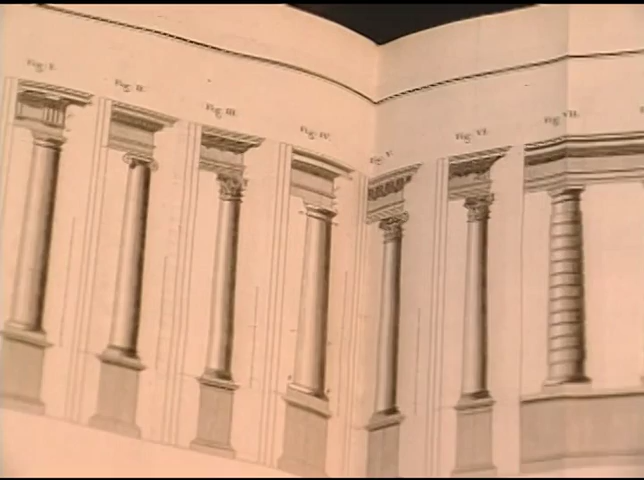 Fig. I.
Fig. II.
Fig. III.
Fig. IV.
Fig. V.
Fig. VI.
Fig. VII.